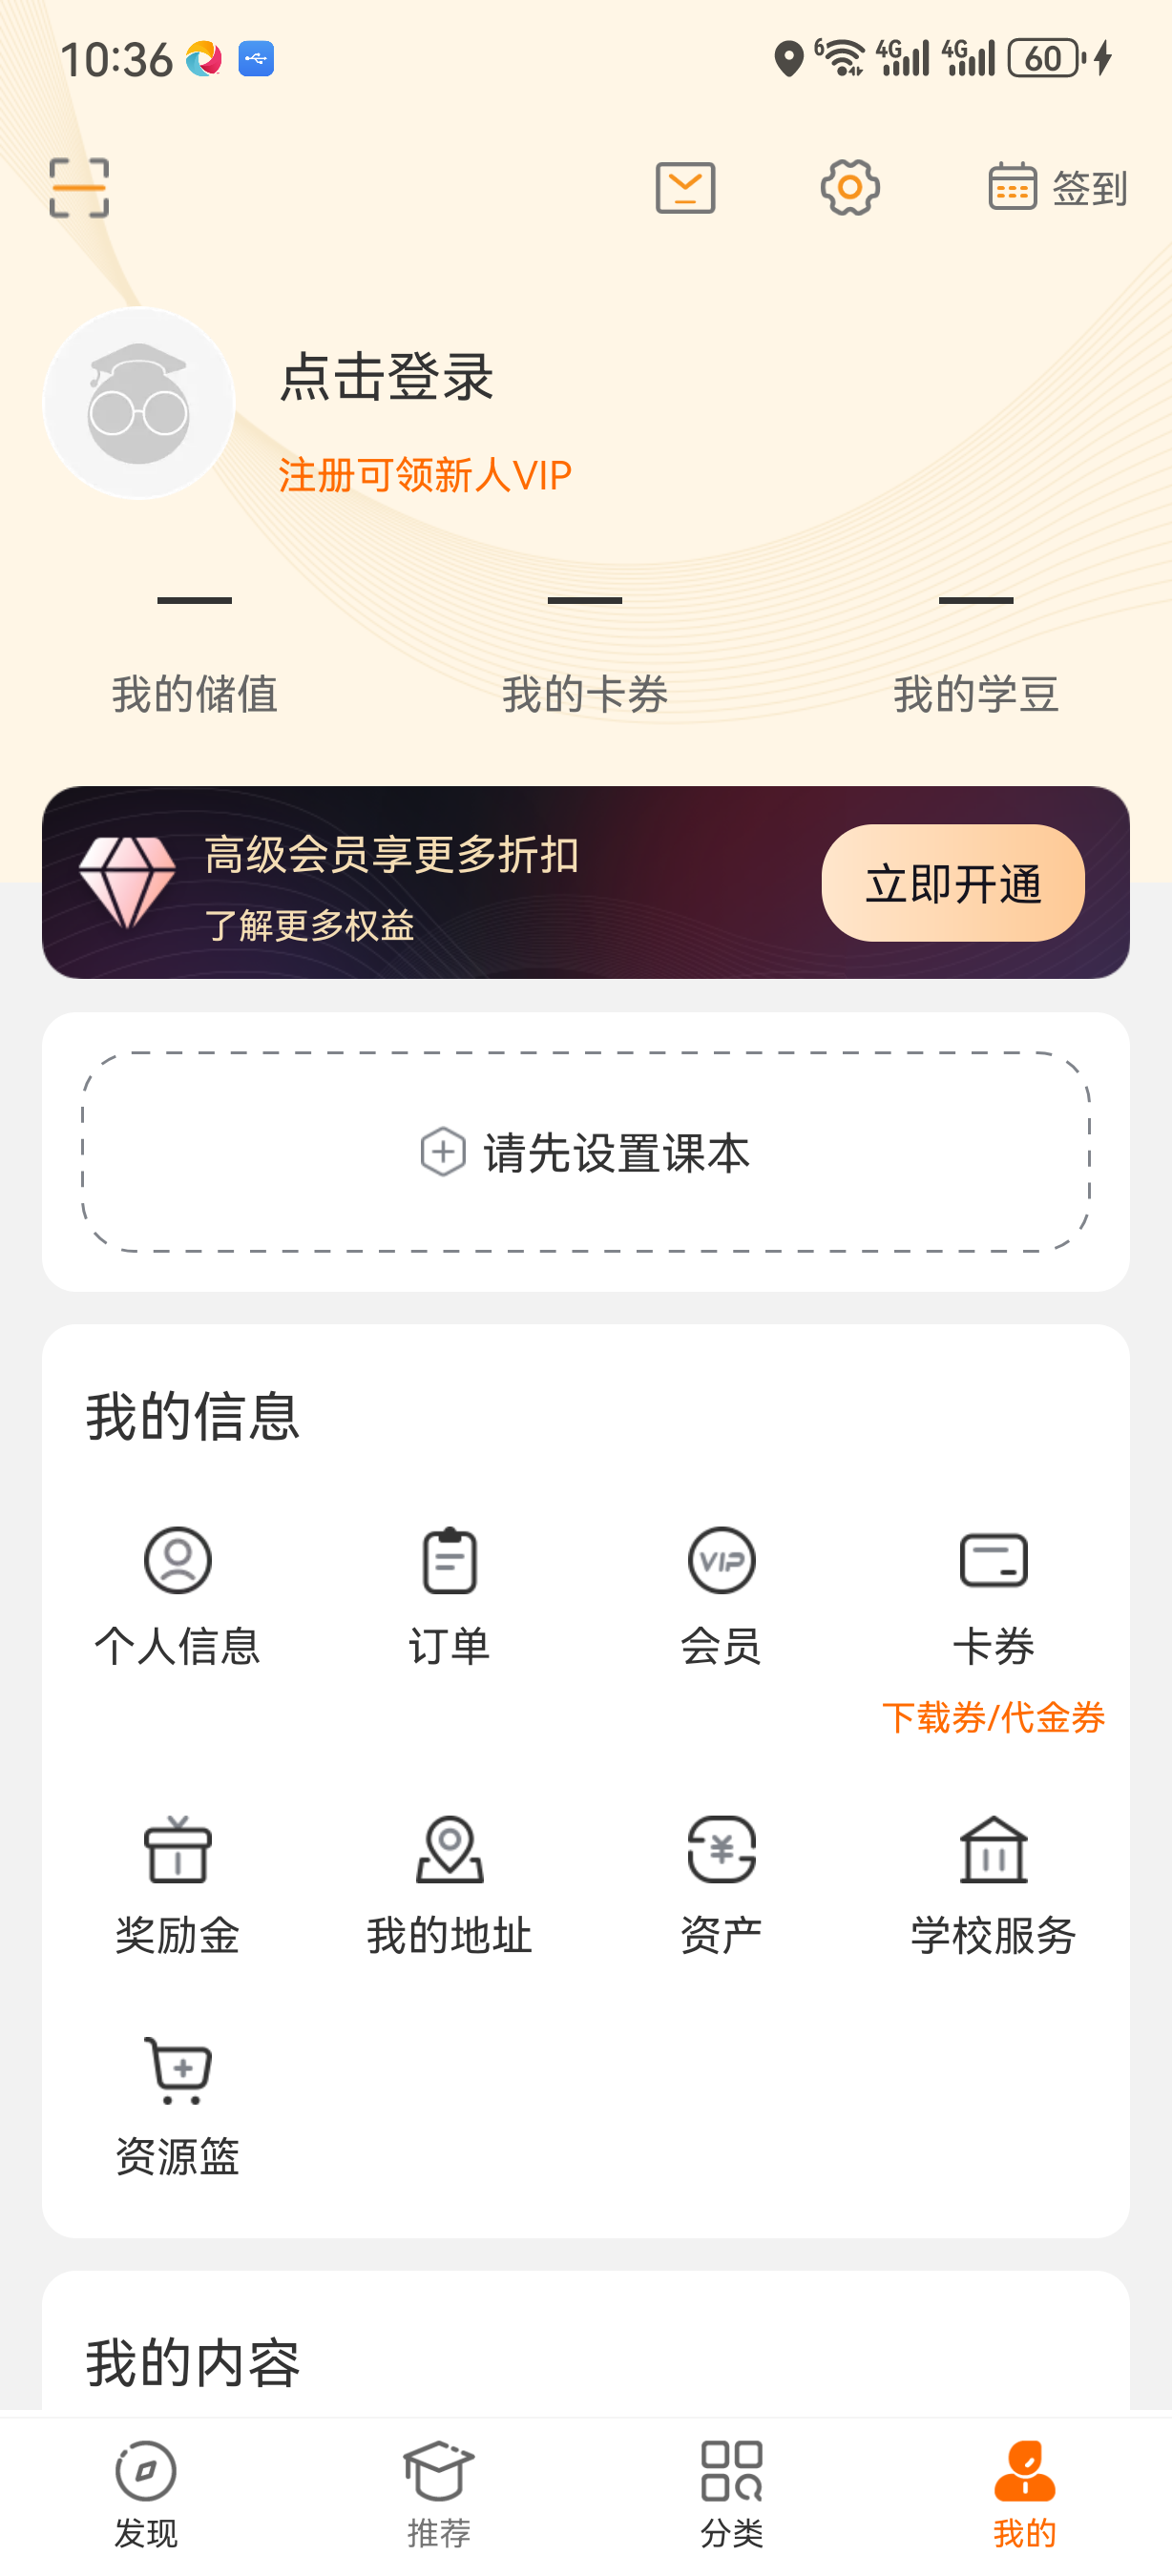 10:36
6 4G 4G 60
签到
点击登录
注册可领新人VIP
我的储值 我的卡券 我的学豆
高级会员享更多折扣
了解更多权益
立即开通
请先设置课本
我的信息
个人信息 订单 会员 卡券
VIP
下载券/代金券
奖励金 我的地址 资产 学校服务
资源篮
我的内容
发现 推荐 分类 我的